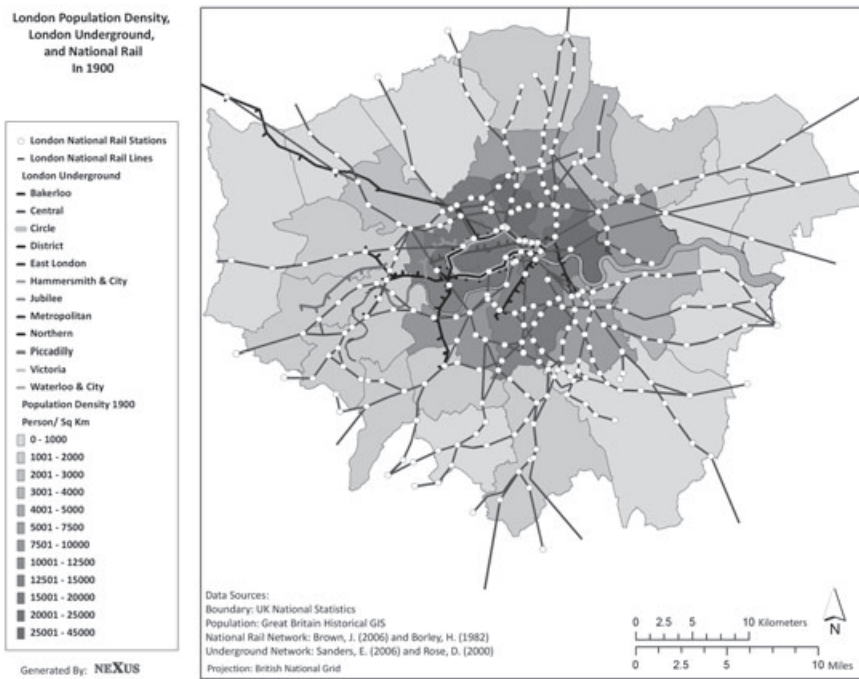 London Population Density,
London Underground,
and National Rail
In 1900
London National Rail Stations
London National Rail Lines
London Underground
Bakerloo
Central
Circle
District
East London
Hammersmith & City
Jubilee
Metropolitan
Northern
Piccadilly
Victoria
Waterloo & City
Population Density 1900
Person/ Sq Km
0 - 1000
1001 - 2000
2001 - 3000
3001 - 4000
4001 - 5000
5001 - 7500
7501 - 10000
10001 - 12500
12501 - 15000
15001 - 20000
20001 - 25000
25001 - 45000
Generated By: NEXUS
Data Sources:
Boundary: UK National Statistics
Population: Great Britain Historical GIS
National Rail Network: Brown, J. (2006) and Borley, H. (1982)
Underground Network: Sanders, E. (2006) and Rose, D. (2000)
Projection: British National Grid
0 2.5 5 10 Kilometers
0 2.5 5 10 Miles
N